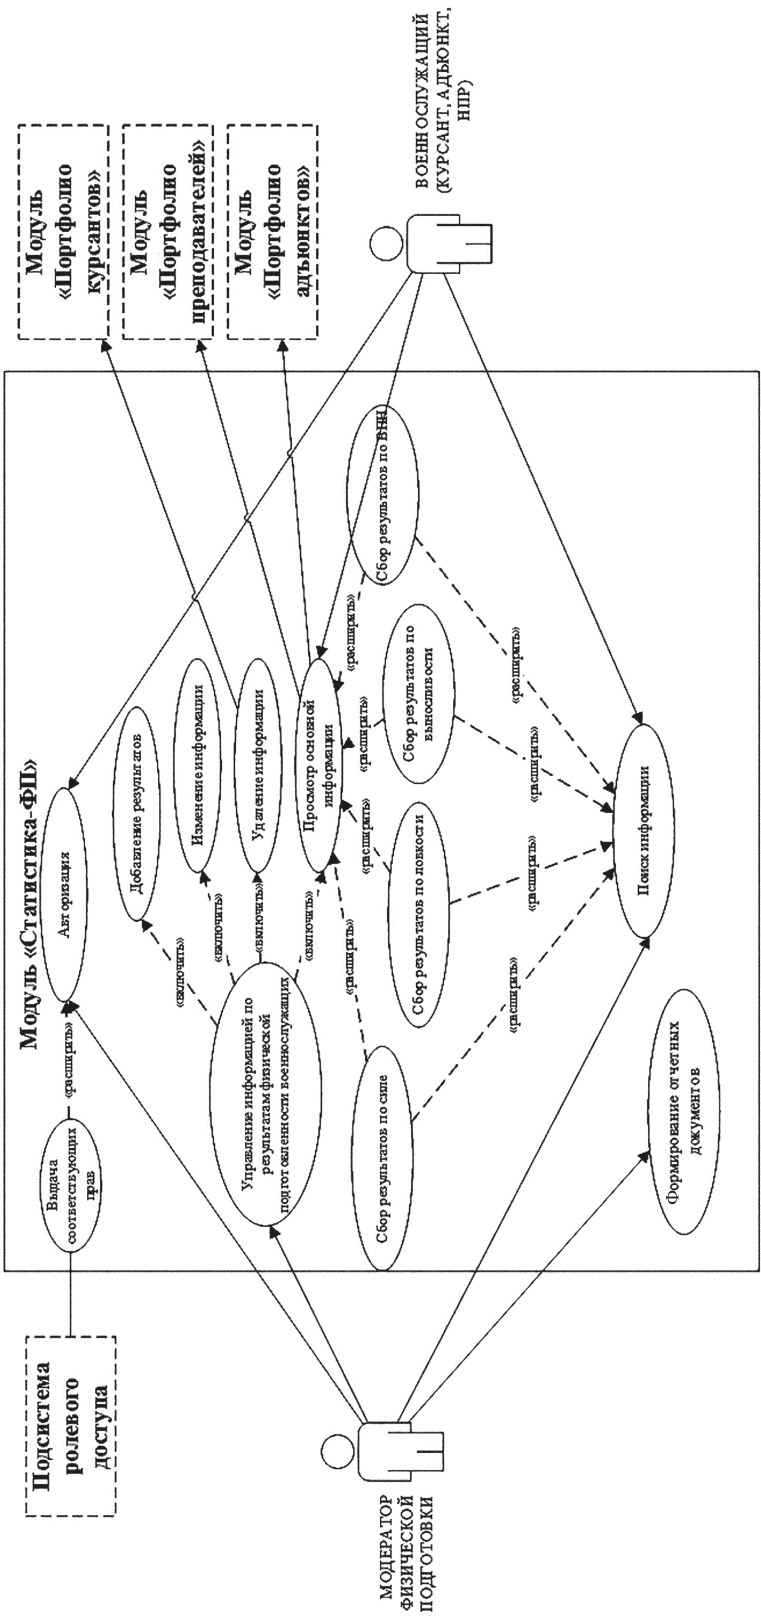 Подсистема
ролевого
доступа
МОДЕРАТОР
ФИЗИЧЕСКОЙ
ПОДГОТОВКИ
Модуль «Статистика-ФП»
Выдача
соответствующих
прав
«расширить»
Авторизация
Управление информацией по
результатам физической
подготовленности военнослужащих
«включить»
«включить»
«включить»
«включить»
Добавление результатов
Изменение информации
Удаление информации
Просмотр основной
информации
Сбор результатов по силе
Сбор результатов по ловкости
Сбор результатов по
выносливости
Сбор результатов по ВПН
«расширить»
«расширить»
«расширить»
«расширить»
«расширить»
«расширить»
«расширить»
«расширить»
Поиск информации
Формирование отчетных
документов
Модуль
«Портфолио
курсантов»
Модуль
«Портфолио
преподавателей»
Модуль
«Портфолио
адъюнктов»
ВОЕННОСЛУЖАЩИЙ
(КУРСАНТ, АДЪЮНКТ,
НПР)